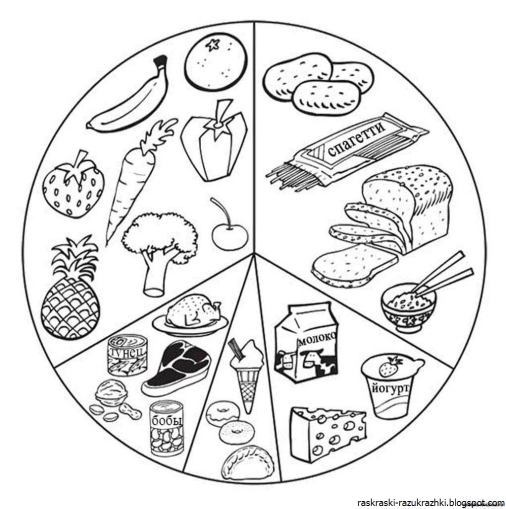 спагетти
молоко
йогурт
тунец
бобы
raskraski-razukrazhki.blogspot.com